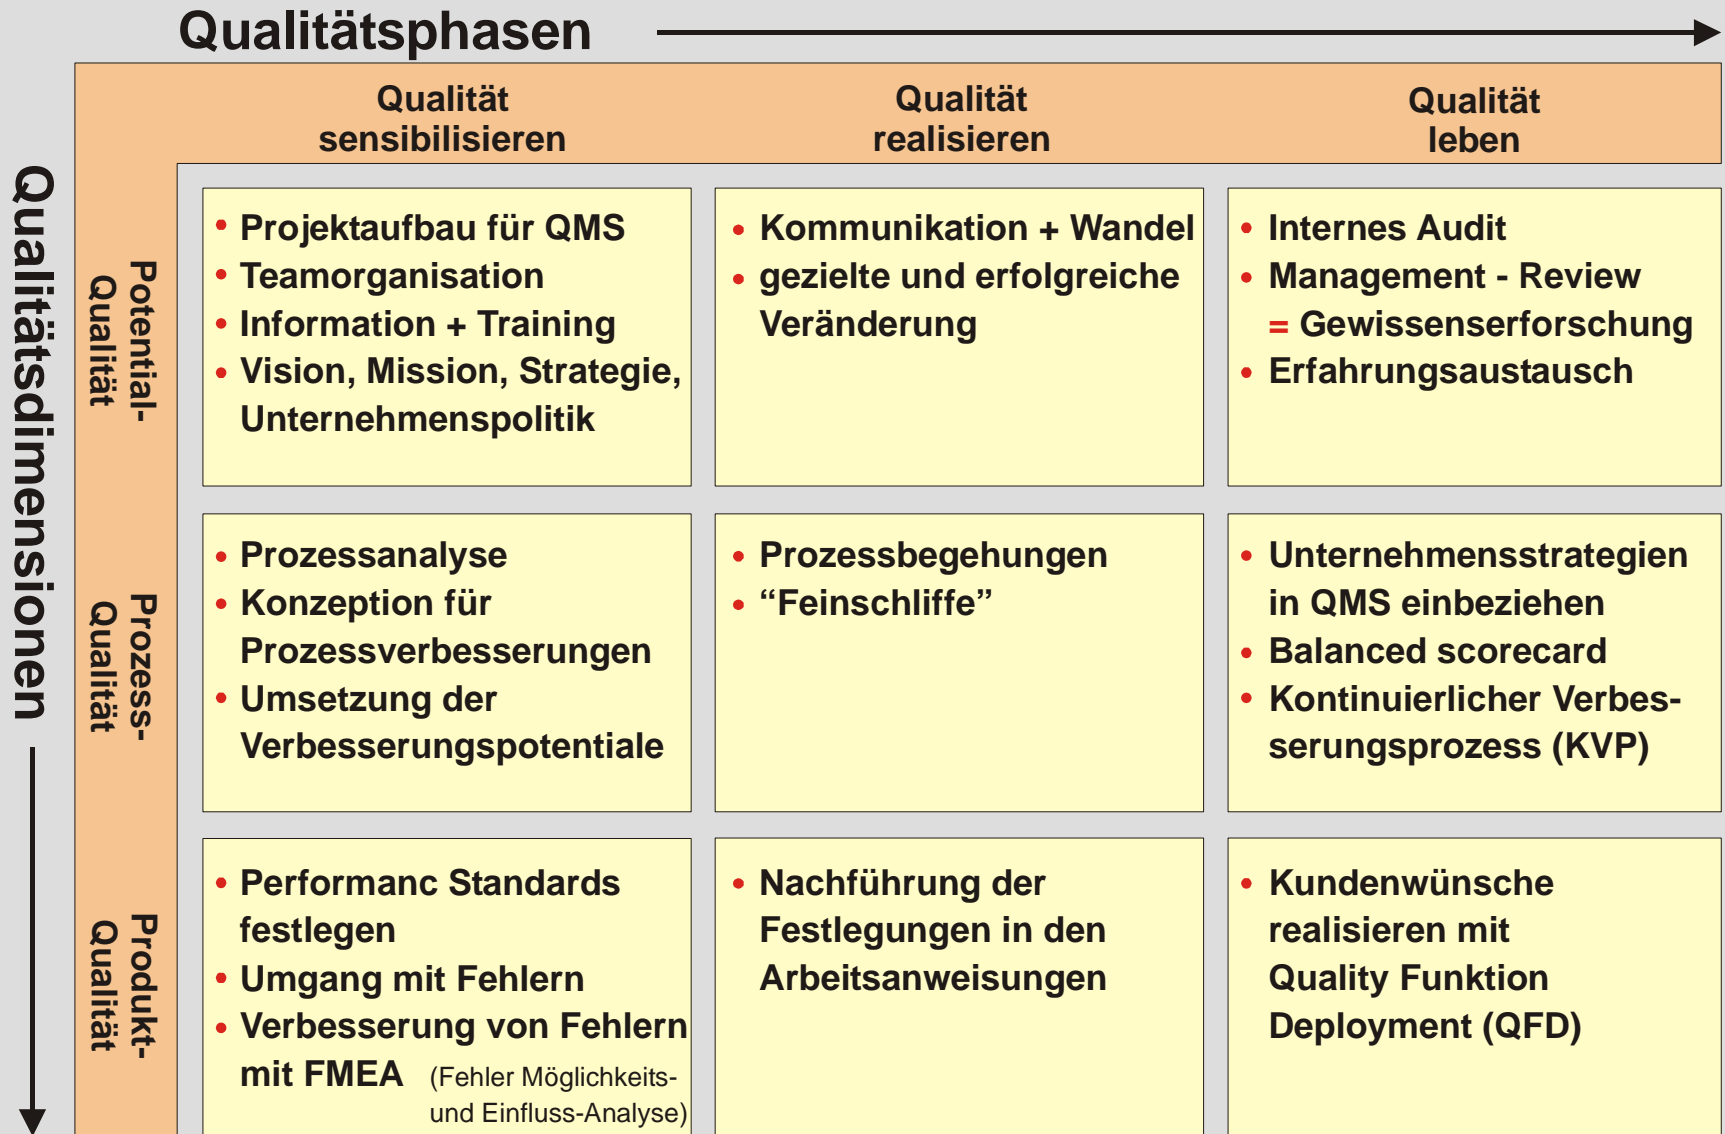 Qualitätsphasen
Qualitätsdimensionen
Qualität
sensibilisieren
Qualität
realisieren
Qualität
leben
Potential-
Qualität
• Projektaufbau für QMS
• Teamorganisation
• Information + Training
• Vision, Mission, Strategie,
Unternehmenspolitik
• Kommunikation + Wandel
• gezielte und erfolgreiche
Veränderung
• Internes Audit
• Management - Review
= Gewissenserforschung
• Erfahrungsaustausch
Prozess-
Qualität
• Prozessanalyse
• Konzeption für
Prozessverbesserungen
• Umsetzung der
Verbesserungspotentiale
• Prozessbegehungen
• “Feinschliffe”
• Unternehmensstrategien
in QMS einbeziehen
• Balanced scorecard
• Kontinuierlicher Verbes-
serungsprozess (KVP)
Produkt-
Qualität
• Performanc Standards
festlegen
• Umgang mit Fehlern
• Verbesserung von Fehlern
mit FMEA (Fehler Möglichkeits-
und Einfluss-Analyse)
• Nachführung der
Festlegungen in den
Arbeitsanweisungen
• Kundenwünsche
realisieren mit
Quality Funktion
Deployment (QFD)